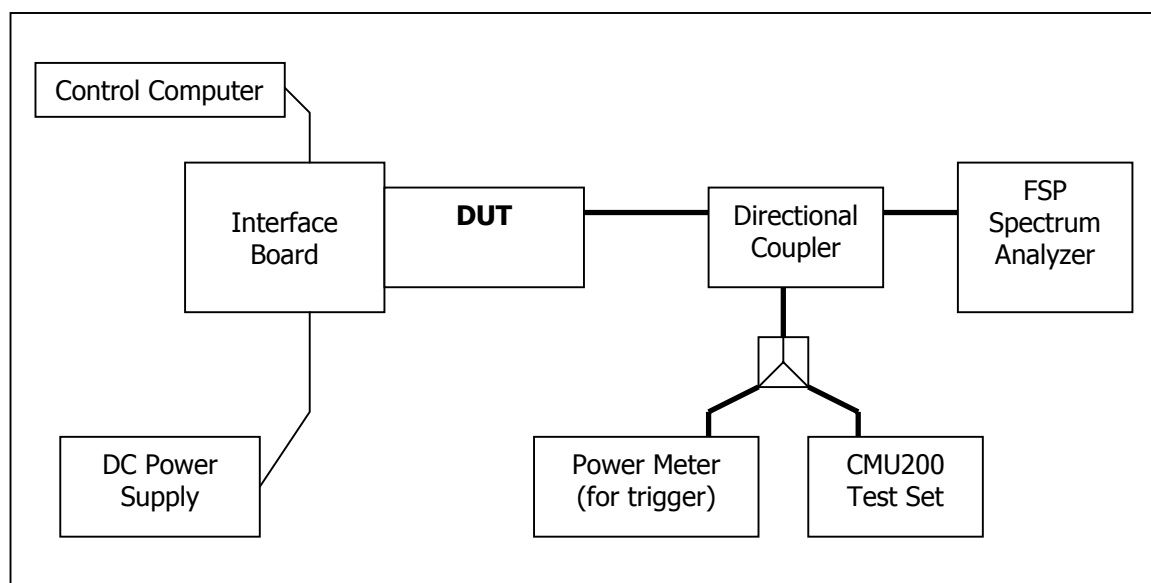 Control Computer
Interface
Board
DUT
Directional
Coupler
FSP
Spectrum
Analyzer
DC Power
Supply
Power Meter
(for trigger)
CMU200
Test Set